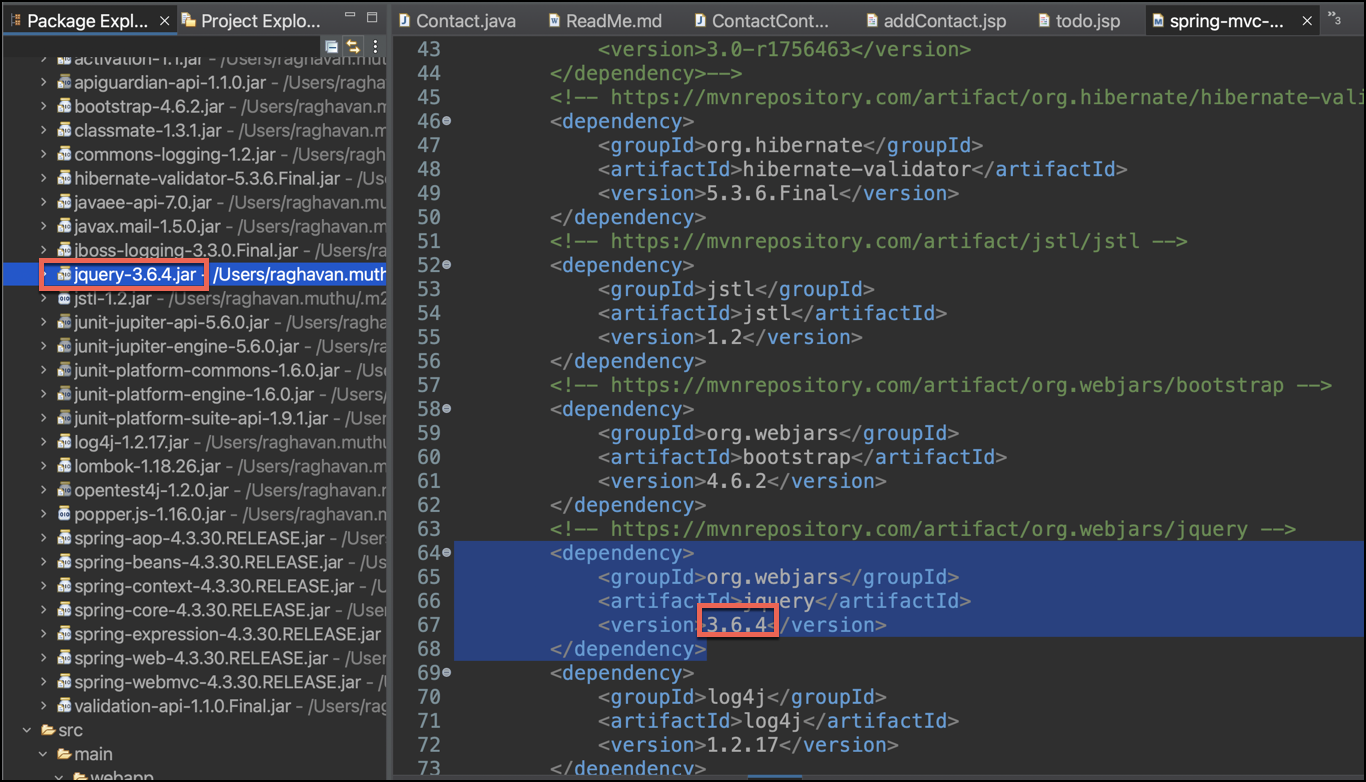 Package Expl...
Project Explo...
activation-1.1.jar - /Users/raghavan.mut
apiguardian-api-1.1.0.jar - /Users/ragha
bootstrap-4.6.2.jar - /Users/raghavan.m
classmate-1.3.1.jar - /Users/raghavan.m
commons-logging-1.2.jar - /Users/ragh
hibernate-validator-5.3.6.Final.jar - /Us
javaee-api-7.0.jar - /Users/raghavan.mu
javax.mail-1.5.0.jar - /Users/raghavan.m
jboss-logging-3.3.0.Final.jar - /Users/ra
jquery-3.6.4.jar - /Users/raghavan.muth
jstl-1.2.jar - /Users/raghavan.muthu/.m2
junit-jupiter-api-5.6.0.jar - /Users/ragha
junit-jupiter-engine-5.6.0.jar - /Users/ra
junit-platform-commons-1.6.0.jar - /Use
junit-platform-engine-1.6.0.jar - /Users/
junit-platform-suite-api-1.9.1.jar - /User
log4j-1.2.17.jar - /Users/raghavan.muthu
lombok-1.18.26.jar - /Users/raghavan.m
opentest4j-1.2.0.jar - /Users/raghavan.
popper.js-1.16.0.jar - /Users/raghavan.m
spring-aop-4.3.30.RELEASE.jar - /Users
spring-beans-4.3.30.RELEASE.jar - /Use
spring-context-4.3.30.RELEASE.jar - /Us
spring-core-4.3.30.RELEASE.jar - /User
spring-expression-4.3.30.RELEASE.jar
spring-web-4.3.30.RELEASE.jar - /User
spring-webmvc-4.3.30.RELEASE.jar - /
validation-api-1.1.0.Final.jar - /Users/rag
src
main
webapp
Contact.java
ReadMe.md
ContactCont...
addContact.jsp
todo.jsp
spring-mvc-...
3
43 <version>3.0-r1756463</version>
44 </dependency>-->
45 <!-- https://mvnrepository.com/artifact/org.hibernate/hibernate-vali
46 <dependency>
47 <groupId>org.hibernate</groupId>
48 <artifactId>hibernate-validator</artifactId>
49 <version>5.3.6.Final</version>
50 </dependency>
51 <!-- https://mvnrepository.com/artifact/jstl/jstl -->
52 <dependency>
53 <groupId>jstl</groupId>
54 <artifactId>jstl</artifactId>
55 <version>1.2</version>
56 </dependency>
57 <!-- https://mvnrepository.com/artifact/org.webjars/bootstrap -->
58 <dependency>
59 <groupId>org.webjars</groupId>
60 <artifactId>bootstrap</artifactId>
61 <version>4.6.2</version>
62 </dependency>
63 <!-- https://mvnrepository.com/artifact/org.webjars/jquery -->
64 <dependency>
65 <groupId>org.webjars</groupId>
66 <artifactId>jquery</artifactId>
67 <version>3.6.4</version>
68 </dependency>
69 <dependency>
70 <groupId>log4j</groupId>
71 <artifactId>log4j</artifactId>
72 <version>1.2.17</version>
73 </dependency>